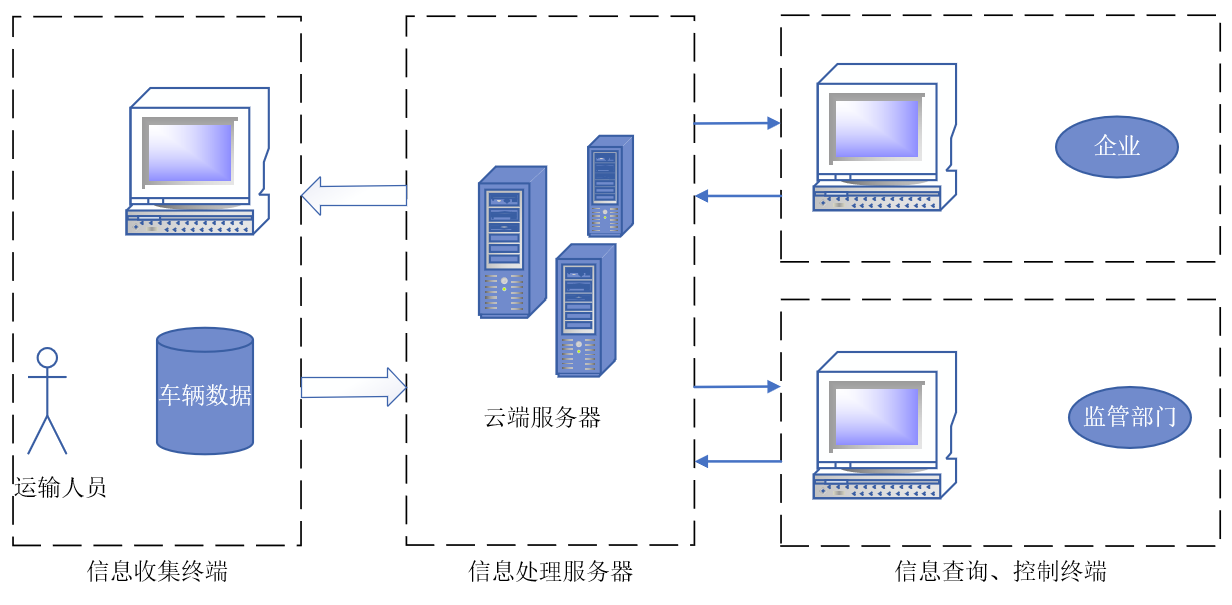 企业
车辆数据
云端服务器
监管部门
运输人员
信息收集终端
信息处理服务器
信息查询、控制终端